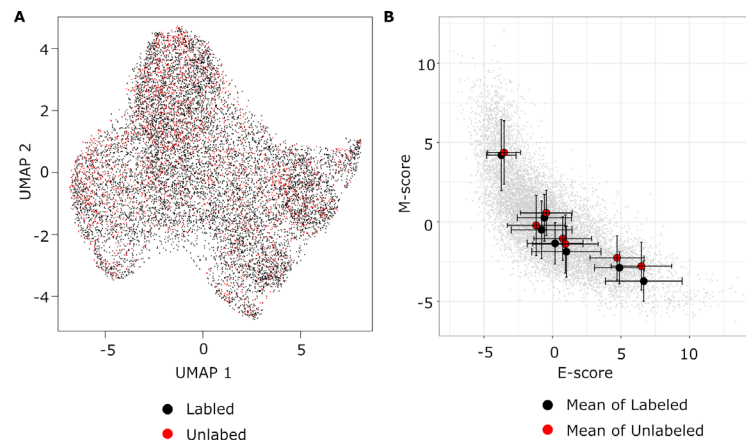 A
4
2
0
-2
-4
UMAP 2
-5
0
5
UMAP 1
Labled
Unlabed
B
10
5
0
-5
M-score
-5
0
5
10
E-score
Mean of Labeled
Mean of Unlabeled